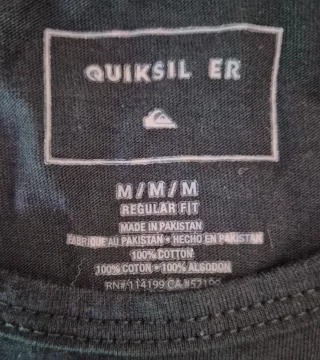 QUIKSIL ER
M/M/M
REGULAR FIT
MADE IN PAKISTAN
FABRIQUE AU PAKISTAN • HECHO EN PAKISTAN
100% COTTON
100% COTON • 100% ALGODON
RN# 114199 CA #